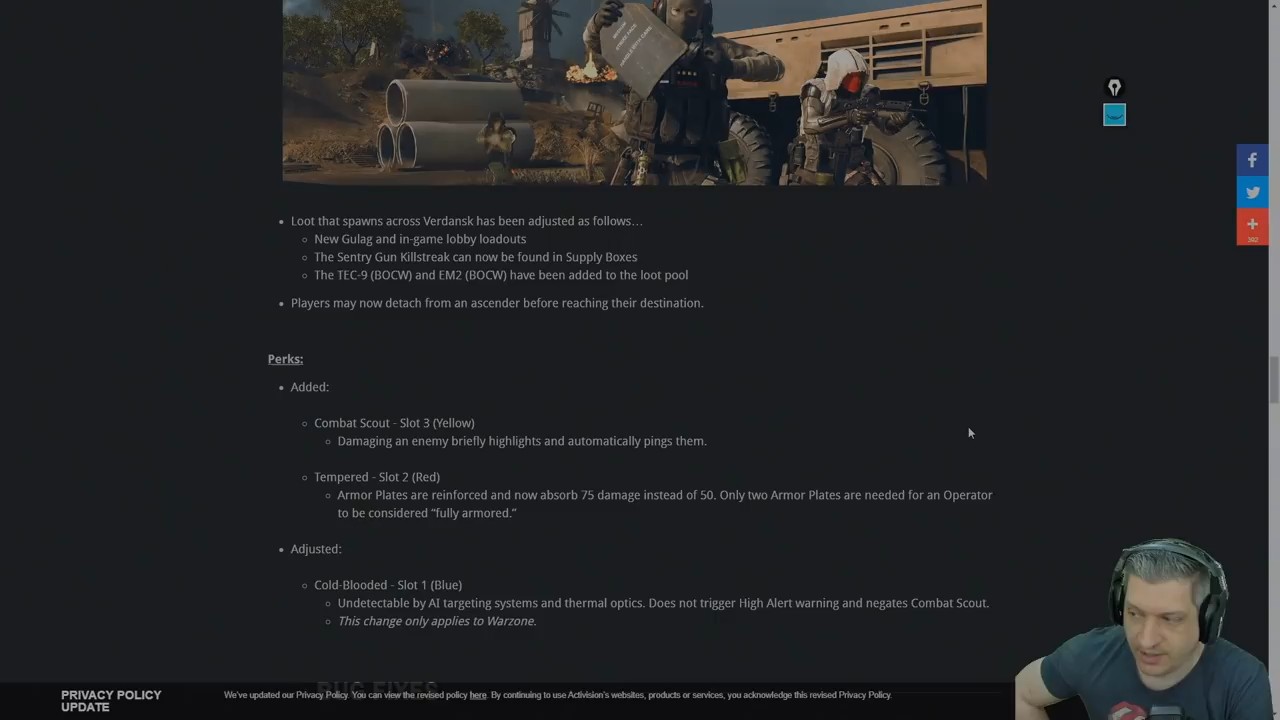 Loot that spawns across Verdansk has been adjusted as follows…
New Gulag and in-game lobby loadouts
The Sentry Gun Killstreak can now be found in Supply Boxes
The TEC-9 (BOCW) and EM2 (BOCW) have been added to the loot pool
Players may now detach from an ascender before reaching their destination.
Perks:
Added:
Combat Scout - Slot 3 (Yellow)
Damaging an enemy briefly highlights and automatically pings them.
Tempered - Slot 2 (Red)
Armor Plates are reinforced and now absorb 75 damage instead of 50. Only two Armor Plates are needed for an Operator
to be considered “fully armored.”
Adjusted:
Cold-Blooded - Slot 1 (Blue)
Undetectable by AI targeting systems and thermal optics. Does not trigger High Alert warning and negates Combat Scout.
This change only applies to Warzone.
BUG FIXES
PRIVACY POLICY
UPDATE
We've updated our Privacy Policy. You can view the revised policy here. By continuing to use Activision's websites, products or services, you acknowledge this revised Privacy Policy.